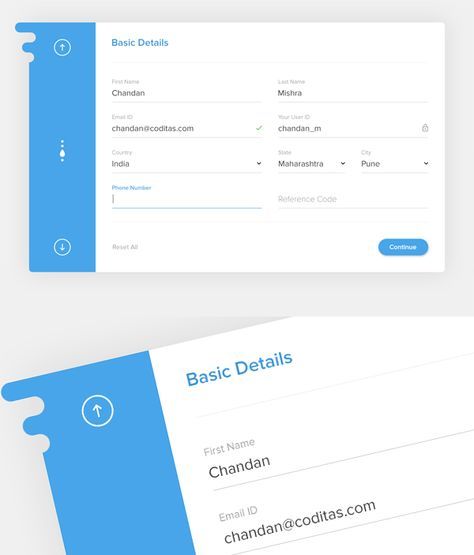 Basic Details
First Name Last Name
Chandan Mishra
Email ID Your User ID
chandan@coditas.com chandan_m
Country State City
India Maharashtra Pune
Phone Number
Reference Code
Reset All Continue
Basic Details
First Name
Chandan
Email ID
chandan@coditas.com